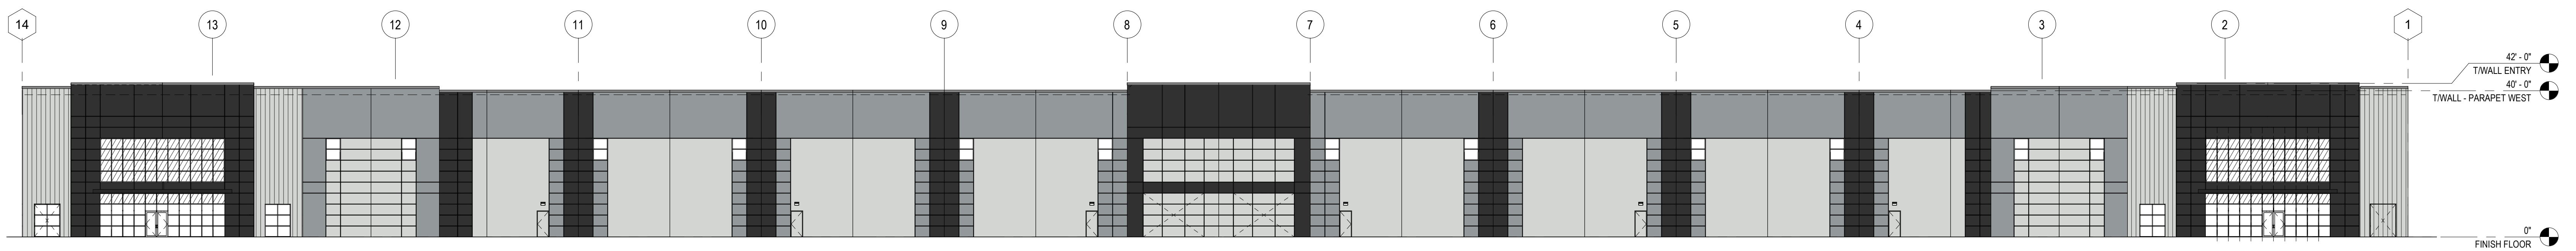 14 13 12 11 10 9 8 7 6 5 4 3 2 1
42' - 0"
T/WALL ENTRY
40' - 0"
T/WALL - PARAPET WEST
0"
FINISH FLOOR